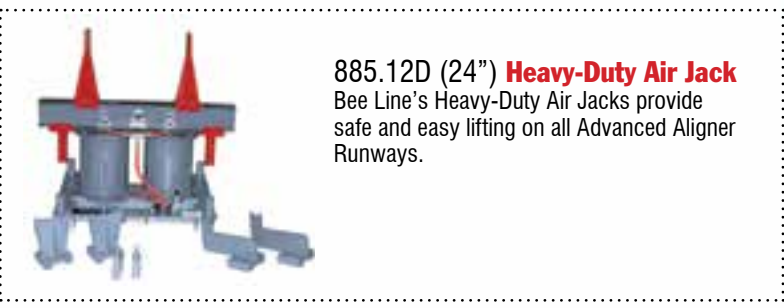 885.12D (24”) Heavy-Duty Air Jack
Bee Line’s Heavy-Duty Air Jacks provide
safe and easy lifting on all Advanced Aligner
Runways.